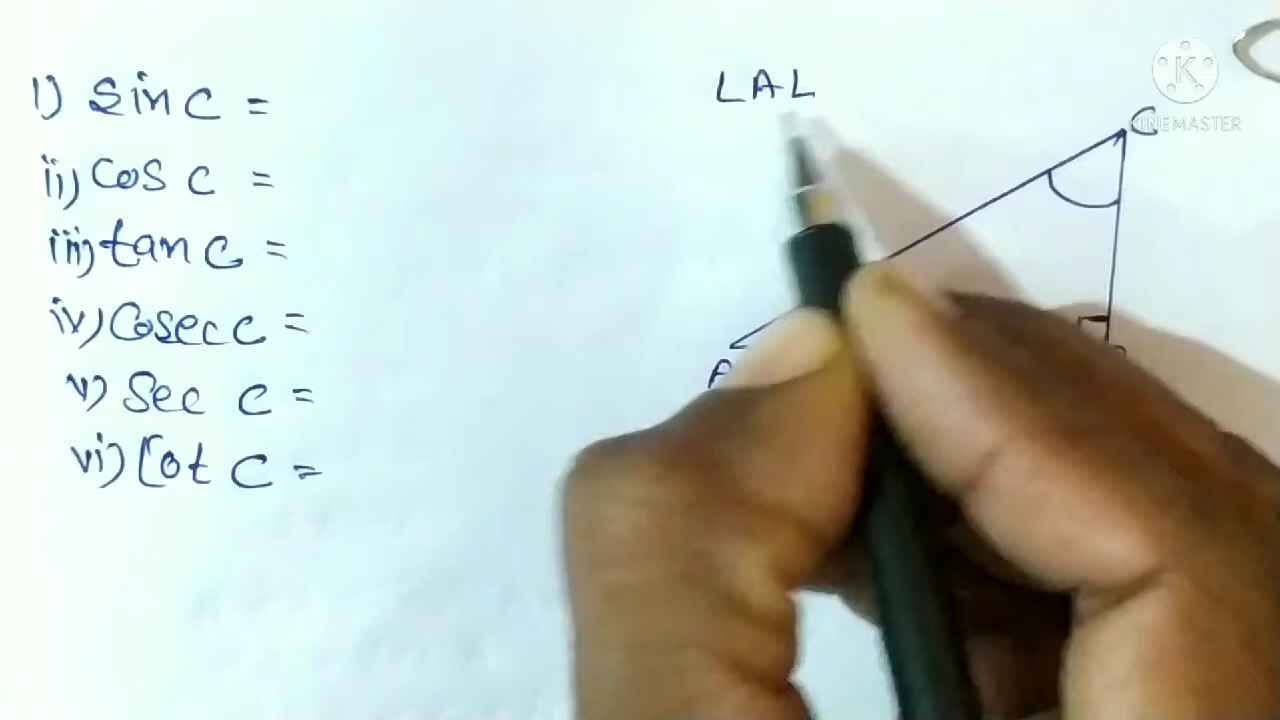 i) Sin C =
ii) Cos C =
iii) tan C =
iv) Cosec C =
v) Sec C =
vi) Cot C =
LAL
C
K
KINEMASTER
A